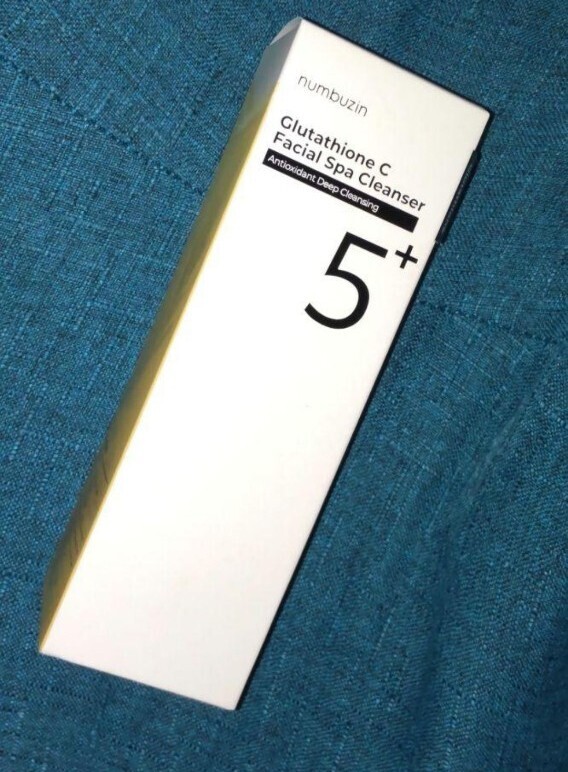 numbuzin
Glutathione C
Facial Spa Cleanser
Antioxidant Deep Cleansing
5+